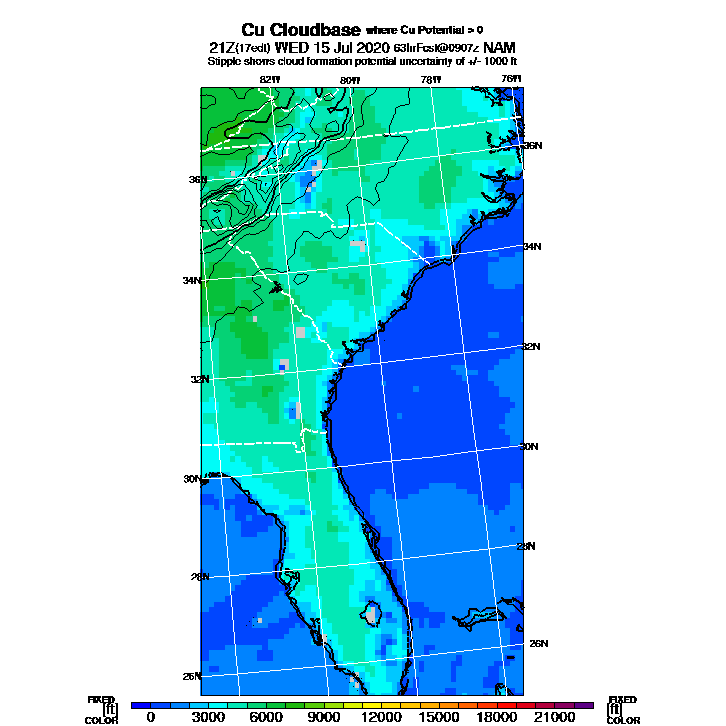 Cu Cloudbase where Cu Potential > 0
21Z(17edt) WED 15 Jul 2020 63hrFcst@0907z NAM
Stipple shows cloud formation potential uncertainty of +/- 1000 ft
82W 80W 78W 76W
36N
36N
34N
34N
32N
32N
30N
30N
28N
28N
26N
26N
FIXED FIXED
[ft] 0 3000 6000 9000 12000 15000 18000 21000 [ft]
COLOR COLOR